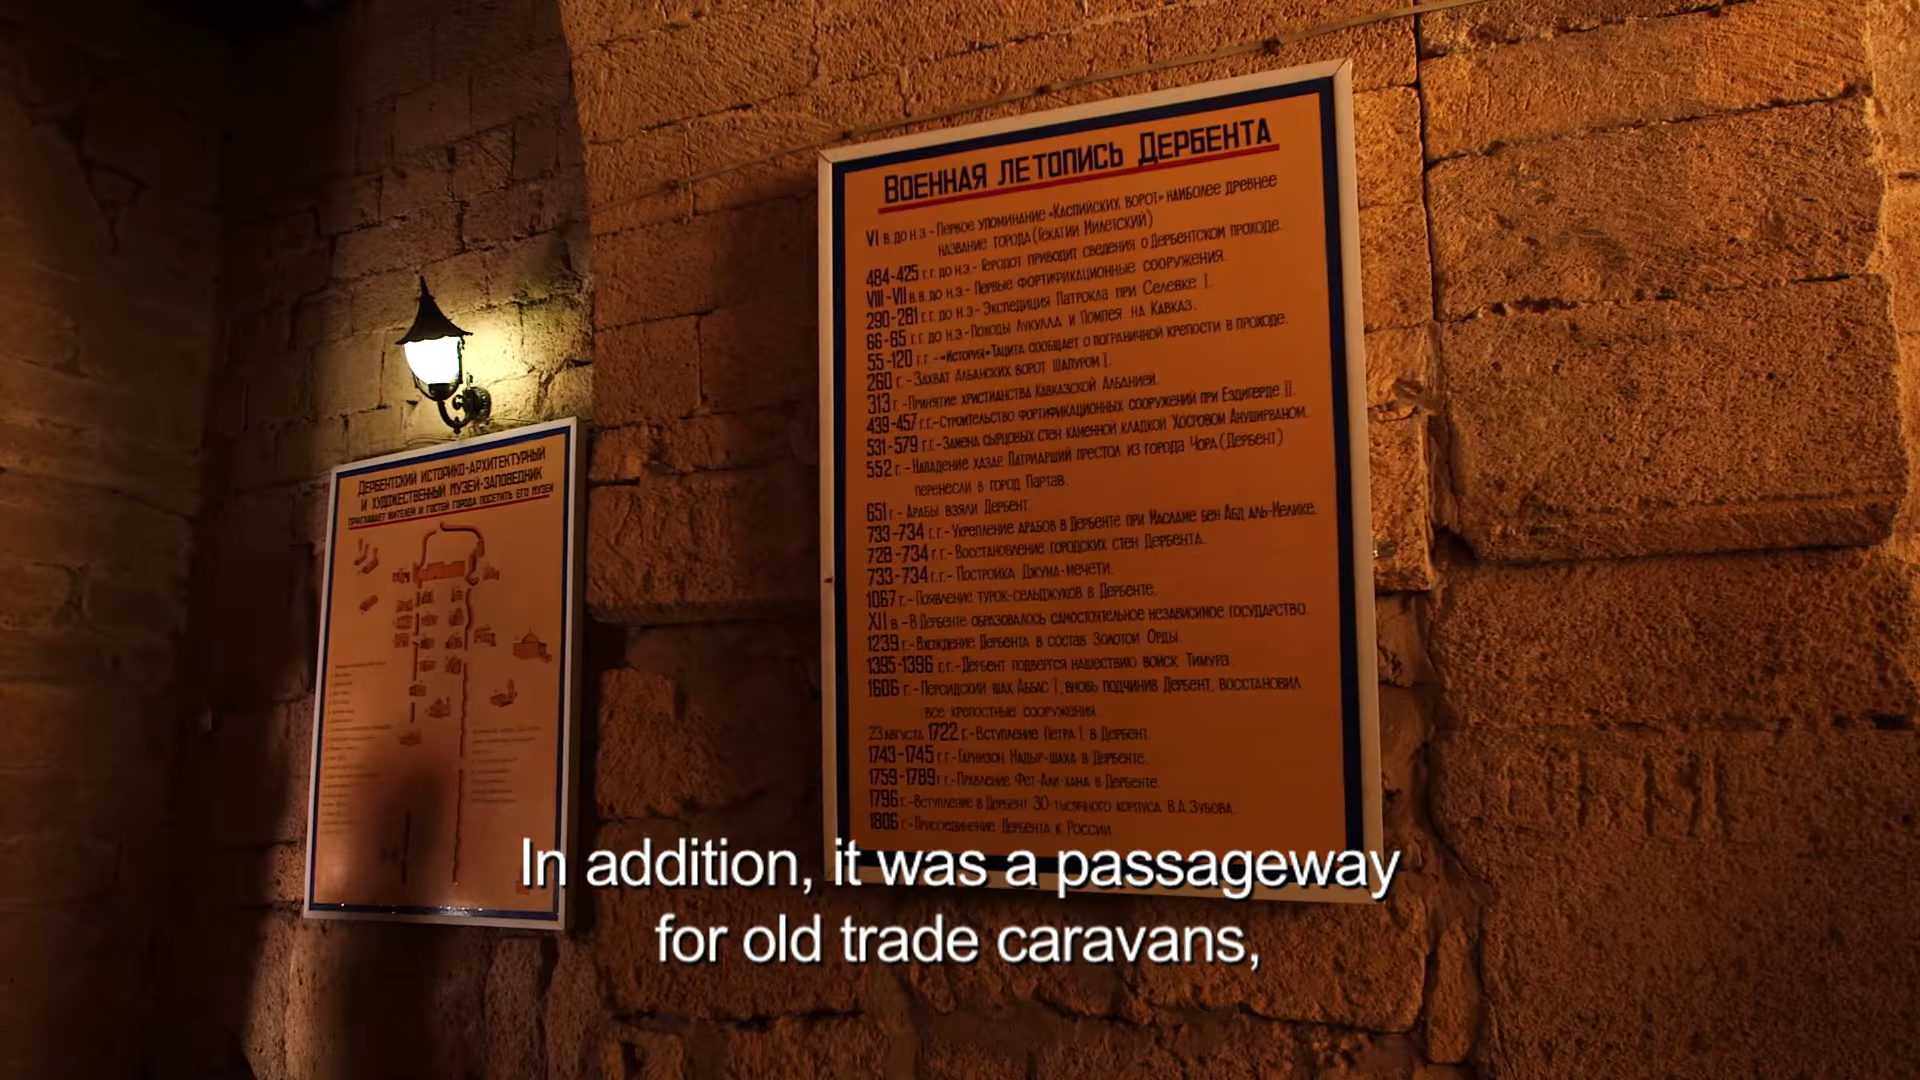 Дербентский историко-архитектурный
и художественный музей-заповедник
приглашает жителей и гостей города посетить его музеи
Военная летопись Дербента
VI в. до н.э. - Первое упоминание «Каспийских ворот» наиболее древнее
название города (Гекатий Милетский)
484-425 г.г. до н.э. - Геродот приводит сведения о Дербентском проходе.
VIII-VII в.в. до н.э. - Первые фортификационные сооружения.
290-281 г.г. до н.э. - Экспедиция Патрокла при Селевке I.
66-65 г.г. до н.э. - Походы Лукулла и Помпея на Кавказ.
55-120 г.г. - «История» Тацита сообщает о пограничной крепости в проходе.
260 г. - Захват Албанских ворот Шапуром I.
313 г. - Принятие христианства Кавказской Албанией.
439-457 г.г. - Строительство фортификационных сооружений при Ездигерде II.
531-579 г.г. - Замена сырцовых стен каменной кладкой Хосровом Ануширваном.
552 г. - Нападение хазар. Патриарший престол из города Чора (Дербент)
перенесли в город Партав.
651 г. - Арабы взяли Дербент.
733-734 г.г. - Укрепление арабов в Дербенте при Масламе бен Абд аль-Мелике.
728-734 г.г. - Восстановление городских стен Дербента.
733-734 г.г. - Постройка Джума-мечети.
1067 г. - Появление турок-сельджуков в Дербенте.
XII в - В Дербенте образовалось самостоятельное независимое государство.
1239 г. - Вхождение Дербента в состав Золотой Орды.
1395-1396 г.г. - Дербент подвергся нашествию войск Тимура.
1606 г. - Персидский шах Аббас I, вновь подчинив Дербент, восстановил
все крепостные сооружения.
23 августа 1722 г. - Вступление Петра I в Дербент.
1743-1745 г.г. - Гарнизон Надыр-шаха в Дербенте.
1759-1789 г.г. - Правление Фет-Али хана в Дербенте.
1796 г. - Вступление в Дербент 30-тысячного корпуса В.А.Зубова.
1806 г. - Присоединение Дербента к России
In addition, it was a passageway
for old trade caravans,